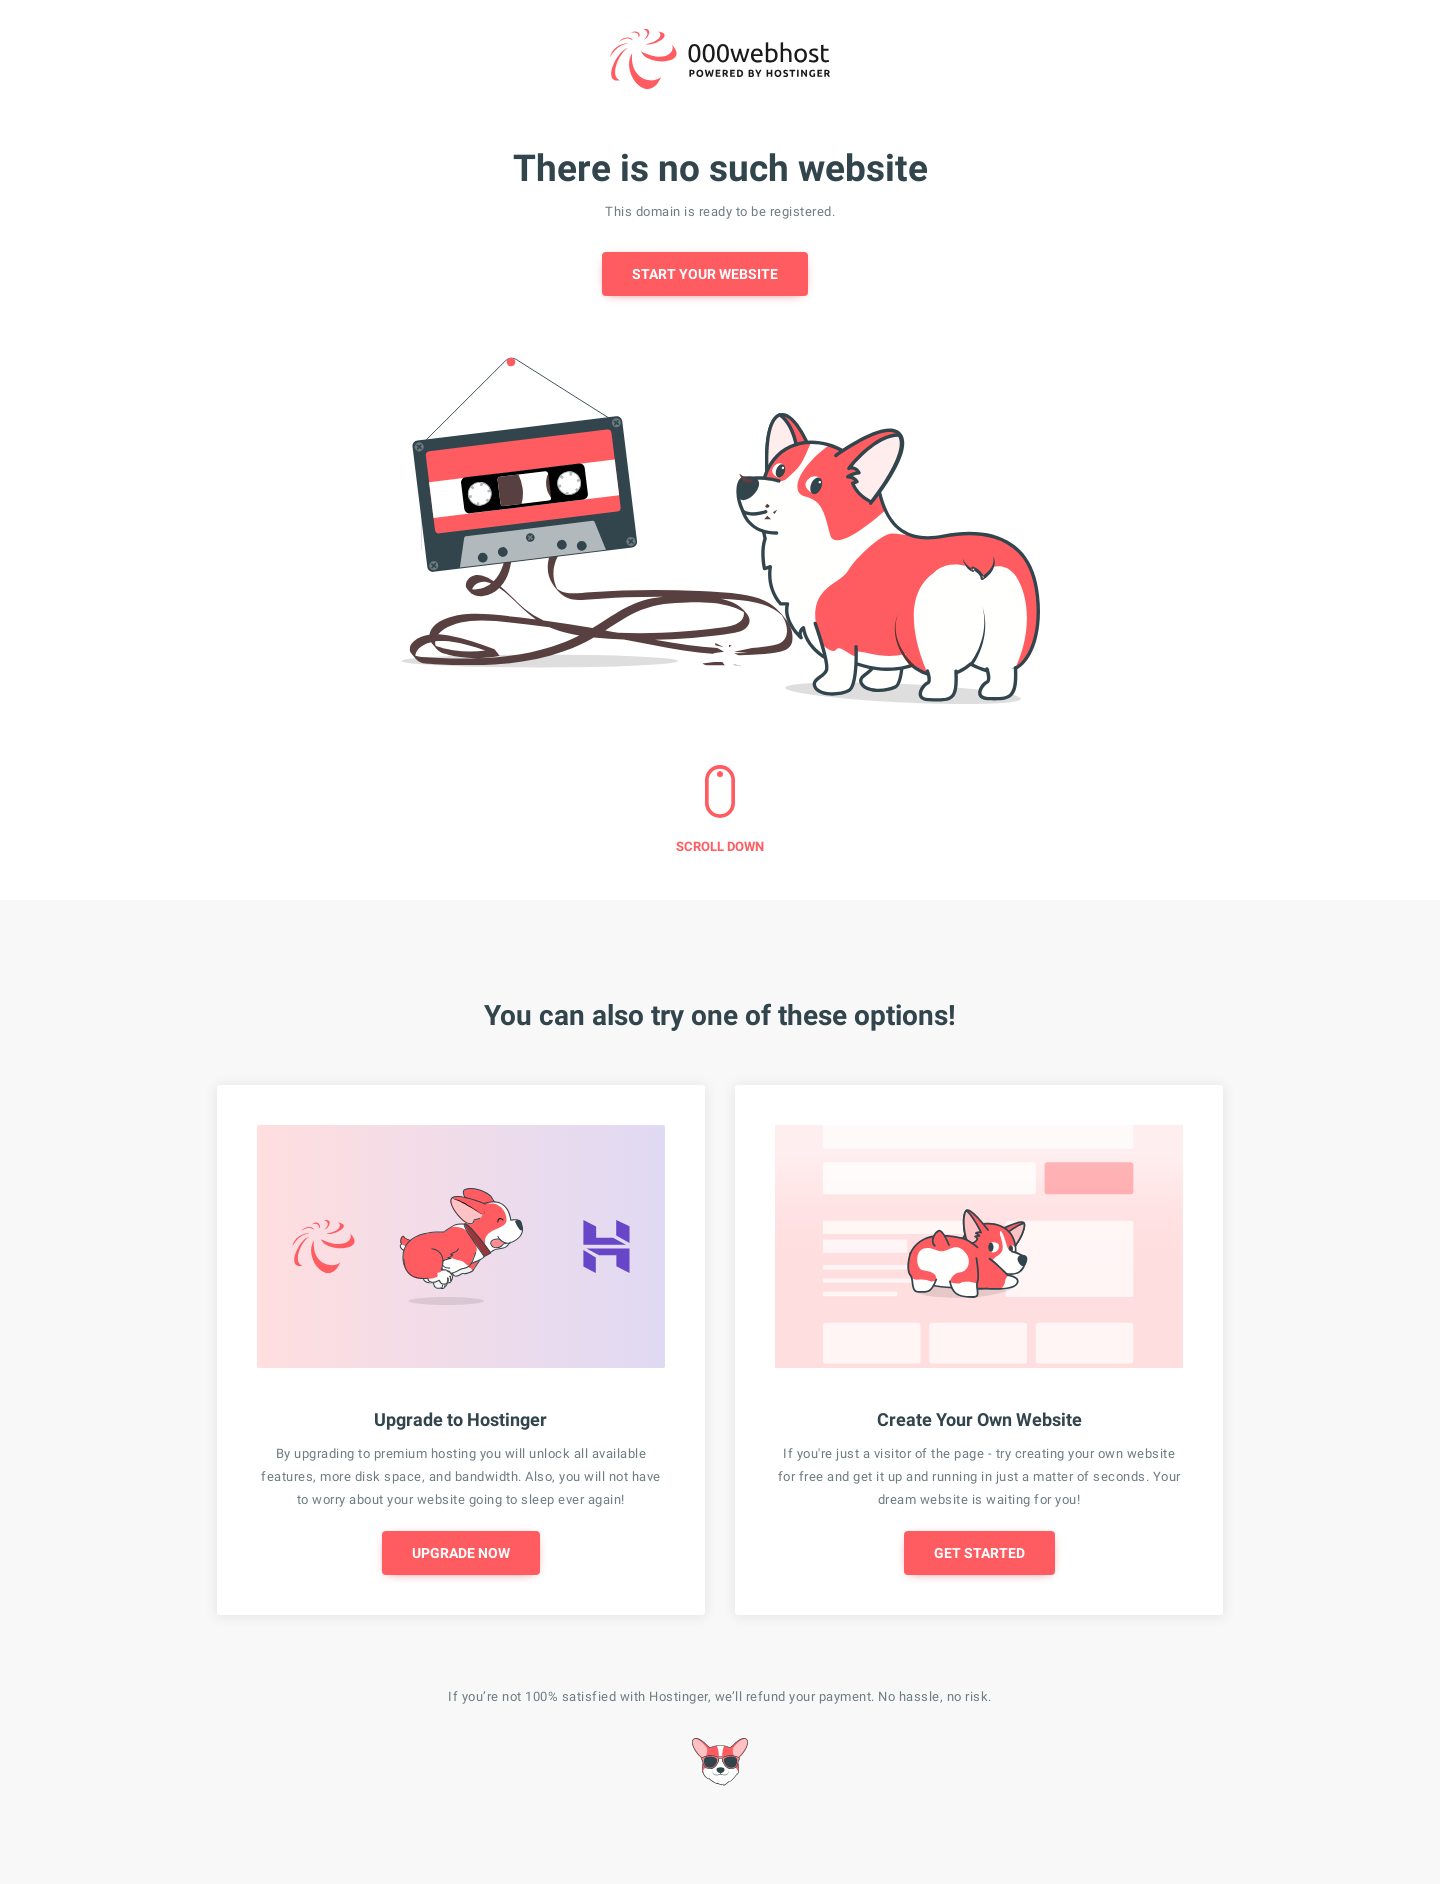 000webhost
POWERED BY HOSTINGER
There is no such website
This domain is ready to be registered.
START YOUR WEBSITE
SCROLL DOWN
You can also try one of these options!
Upgrade to Hostinger
By upgrading to premium hosting you will unlock all available
features, more disk space, and bandwidth. Also, you will not have
to worry about your website going to sleep ever again!
UPGRADE NOW
Create Your Own Website
If you're just a visitor of the page - try creating your own website
for free and get it up and running in just a matter of seconds. Your
dream website is waiting for you!
GET STARTED
If you’re not 100% satisfied with Hostinger, we’ll refund your payment. No hassle, no risk.